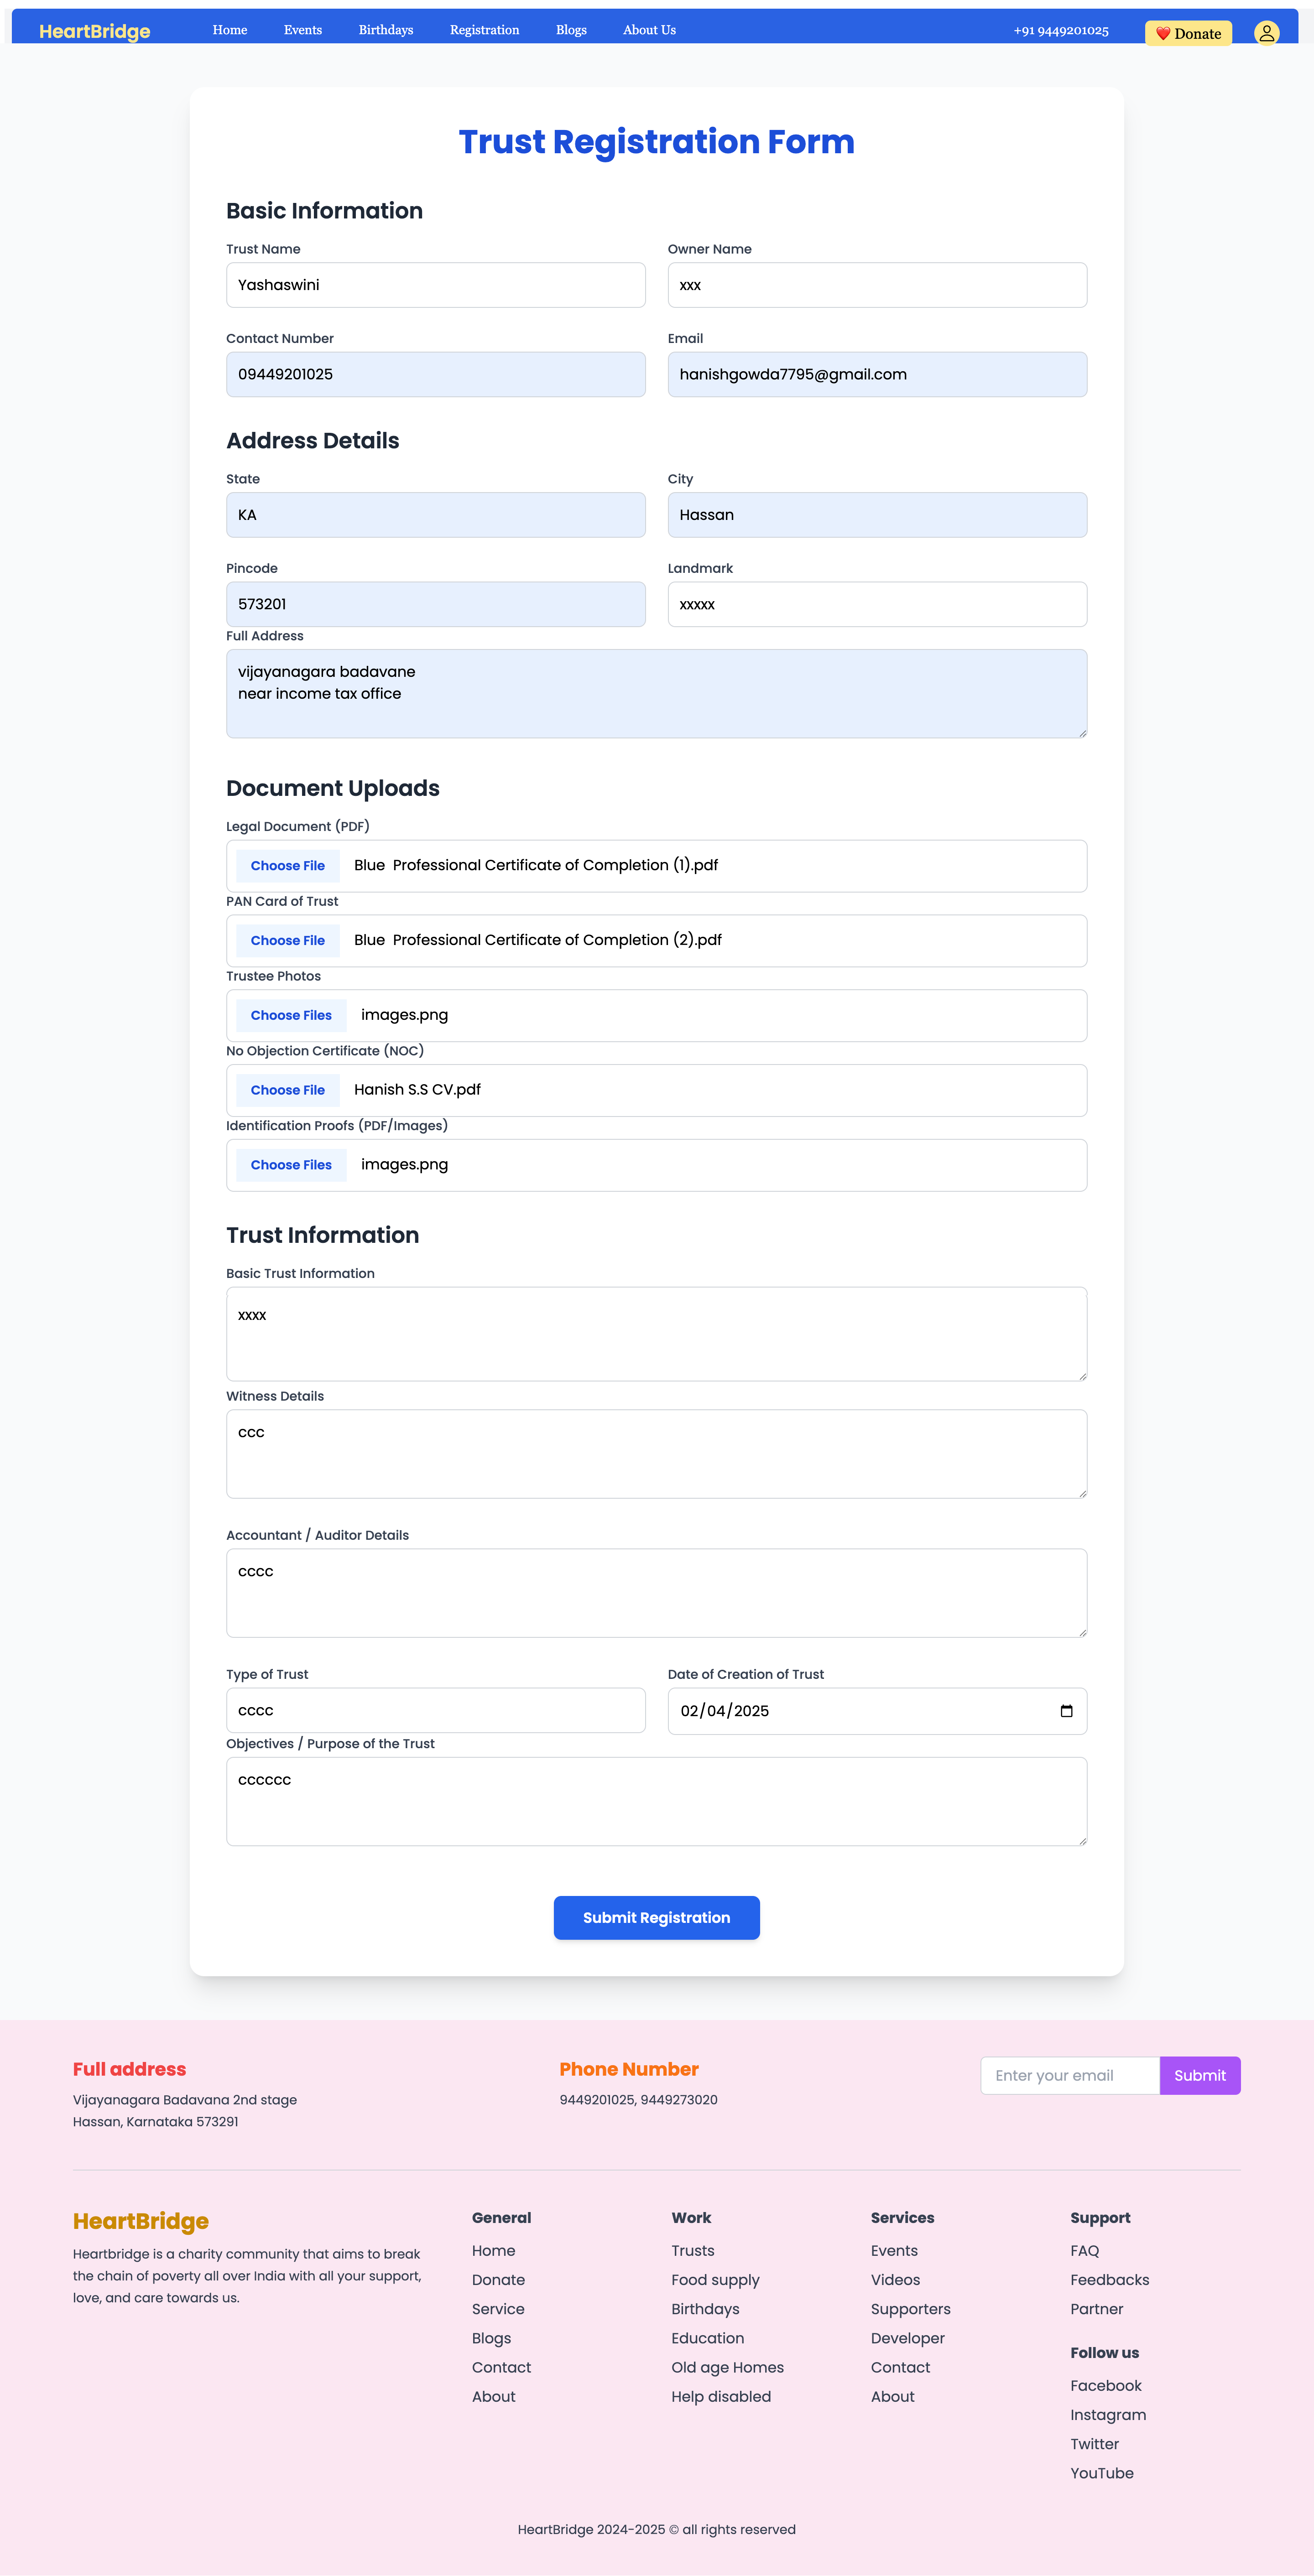 HeartBridge Home Events Birthdays Registration Blogs About Us +91 9449201025 ❤️ Donate
Trust Registration Form
Basic Information
Trust Name Owner Name
Yashaswini xxx
Contact Number Email
09449201025 hanishgowda7795@gmail.com
Address Details
State City
KA Hassan
Pincode Landmark
573201 xxxxx
Full Address
vijayanagara badavane
near income tax office
Document Uploads
Legal Document (PDF)
Choose File Blue  Professional Certificate of Completion (1).pdf
PAN Card of Trust
Choose File Blue  Professional Certificate of Completion (2).pdf
Trustee Photos
Choose Files images.png
No Objection Certificate (NOC)
Choose File Hanish S.S CV.pdf
Identification Proofs (PDF/Images)
Choose Files images.png
Trust Information
Basic Trust Information
xxxx
Witness Details
ccc
Accountant / Auditor Details
cccc
Type of Trust Date of Creation of Trust
cccc 02/04/2025
Objectives / Purpose of the Trust
cccccc
Submit Registration
Full address Phone Number Enter your email Submit
Vijayanagara Badavana 2nd stage 9449201025, 9449273020
Hassan, Karnataka 573291
HeartBridge
Heartbridge is a charity community that aims to break
the chain of poverty all over India with all your support,
love, and care towards us.
General
Home
Donate
Service
Blogs
Contact
About
Work
Trusts
Food supply
Birthdays
Education
Old age Homes
Help disabled
Services
Events
Videos
Supporters
Developer
Contact
About
Support
FAQ
Feedbacks
Partner
Follow us
Facebook
Instagram
Twitter
YouTube
HeartBridge 2024-2025 © all rights reserved